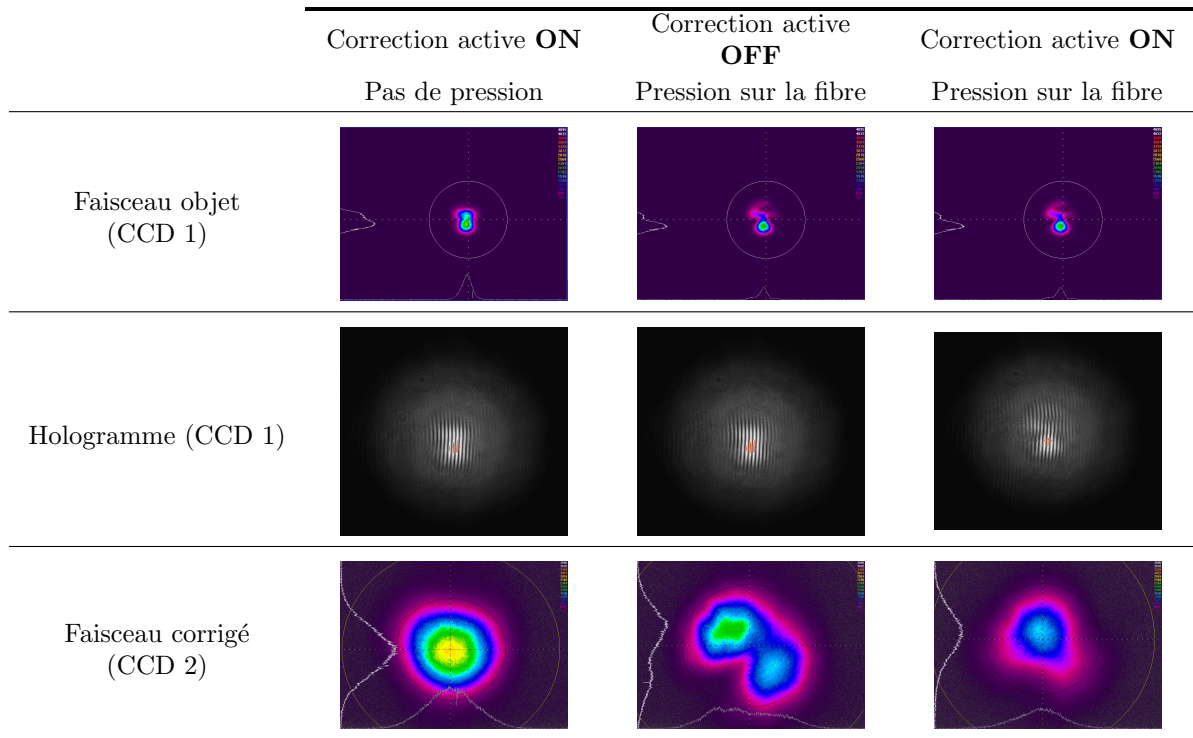 Correction active ON
Correction active
OFF
Correction active ON
Pas de pression
Pression sur la fibre
Pression sur la fibre
Faisceau objet
(CCD 1)
Hologramme (CCD 1)
Faisceau corrigé
(CCD 2)